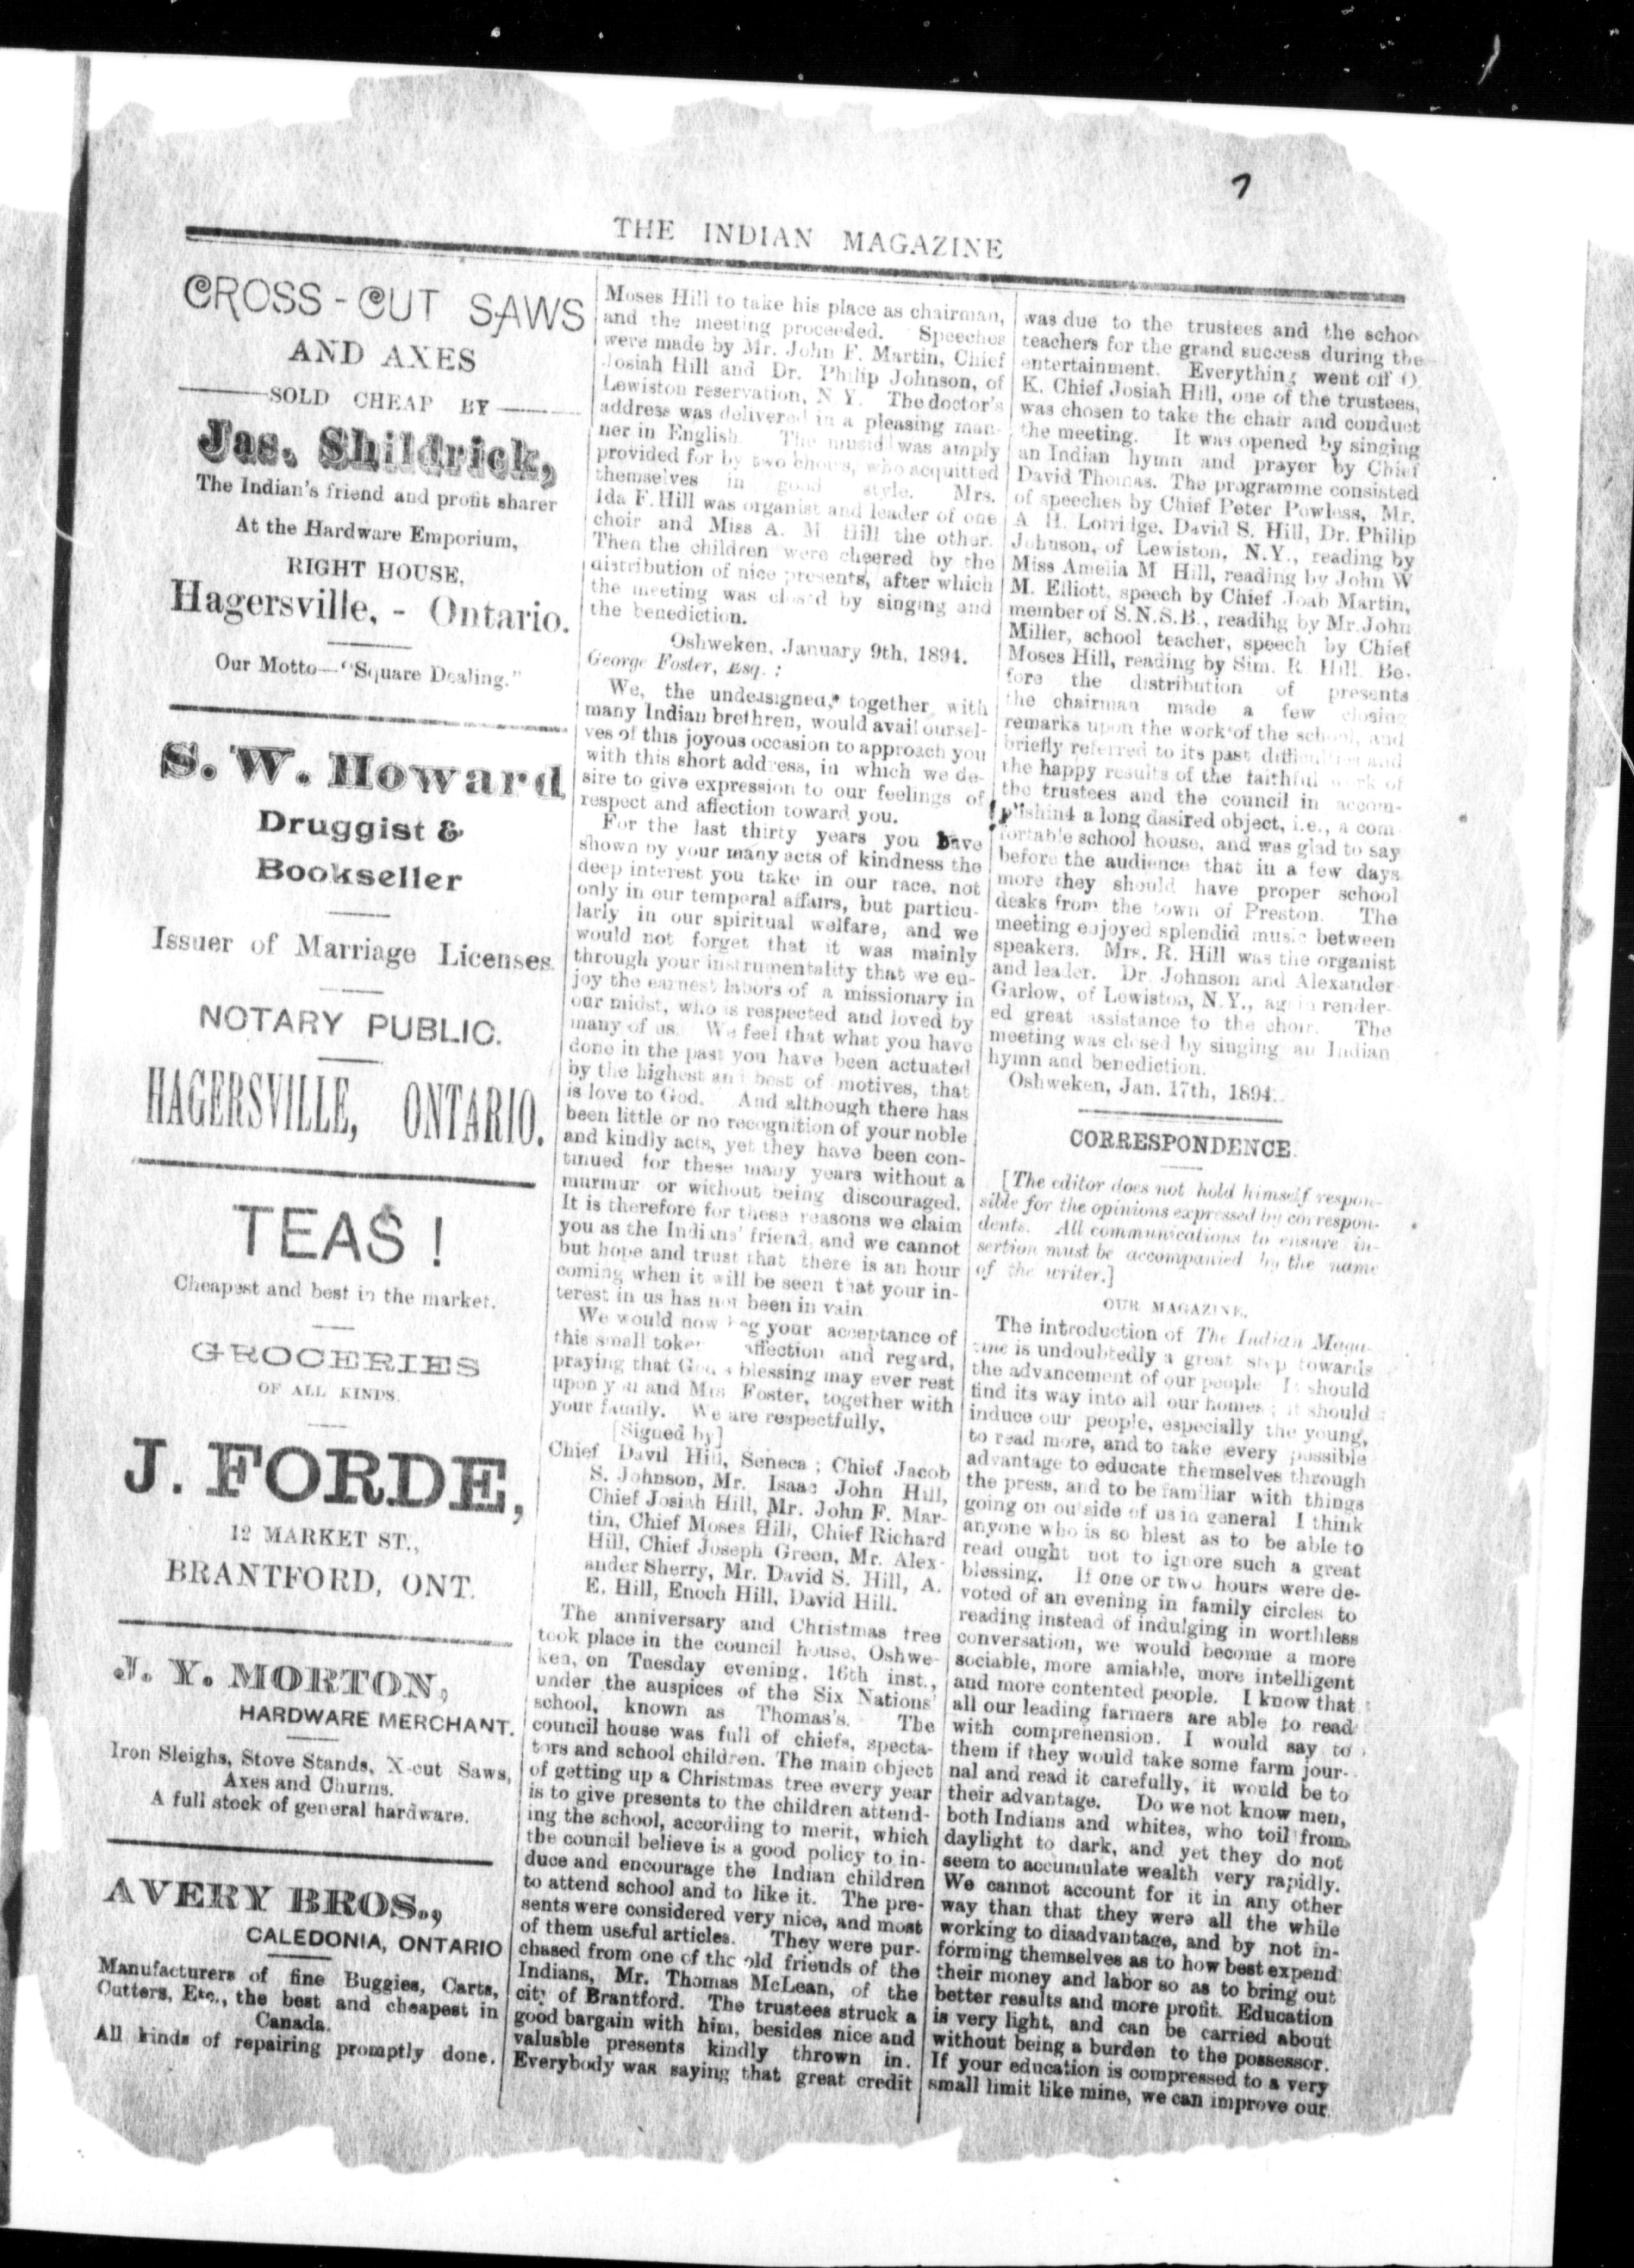 7
THE INDIAN MAGAZINE
CROSS-CUT SAWS
AND AXES
SOLD CHEAP BY
Jas. Shildrick,
The Indian's friend and profit sharer
At the Hardware Emporium,
RIGHT HOUSE,
Hagersville, - Ontario.
Our Motto—"Square Dealing."
S. W. Howard
Druggist &
Bookseller
Issuer of Marriage Licenses.
NOTARY PUBLIC.
HAGERSVILLE, ONTARIO.
TEAS!
Cheapest and best in the market.
GROCERIES
OF ALL KINDS.
J. FORDE,
12 MARKET ST.,
BRANTFORD, ONT.
J. Y. MORTON,
HARDWARE MERCHANT.
Iron Sleighs, Stove Stands, X-cut Saws,
Axes and Churns.
A full stock of general hardware.
AVERY BROS.,
CALEDONIA, ONTARIO
Manufacturers of fine Buggies, Carts,
Cutters, Etc., the best and cheapest in
Canada.
All kinds of repairing promptly done.
Moses Hill to take his place as chairman,
and the meeting proceeded. Speeches
were made by Mr. John F. Martin, Chief
Josiah Hill and Dr. Philip Johnson, of
Lewiston reservation, N Y. The doctor's
address was delivered in a pleasing man-
ner in English. The was amply
provided for by two choirs, who acquitted
themselves in good style. Mrs.
Ida F. Hill was organist and leader of one
choir and Miss A. M. Hill the other.
Then the children were cheered by the
distribution of nice presents, after which
the meeting was closed by singing and
the benediction.
Oshweken, January 9th, 1894.
George Foster, Esq. :
We, the undersigned, together with
many Indian brethren, would avail oursel-
ves of this joyous occasion to approach you
with this short address, in which we de-
sire to give expression to our feelings of
respect and affection toward you.
For the last thirty years you have
shown by your many acts of kindness the
deep interest you take in our race, not
only in our temporal affairs, but particu-
larly in our spiritual welfare, and we
would not forget that it was mainly
through your instrumentality that we en-
joy the earnest labors of a missionary in
our midst, who is respected and loved by
many of us. We feel that what you have
done in the past you have been actuated
by the highest and best of motives, that
is love to God. And although there has
been little or no recognition of your noble
and kindly acts, yet they have been con-
tinued for these many years without a
murmur or without being discouraged.
It is therefore for these reasons we claim
you as the Indians' friend, and we cannot
but hope and trust that there is an hour
coming when it will be seen that your in-
terest in us has not been in vain
We would now beg your acceptance of
this small token affection and regard,
praying that God's blessing may ever rest
upon you and Mrs Foster, together with
your family. We are respectfully,
[Signed by]
Chief Davil Hill, Seneca ; Chief Jacob
S. Johnson, Mr. Isaac John Hill,
Chief Josiah Hill, Mr. John F. Mar-
tin, Chief Moses Hill, Chief Richard
Hill, Chief Joseph Green, Mr. Alex-
ander Sherry, Mr. David S. Hill, A.
E. Hill, Enoch Hill, David Hill.
The anniversary and Christmas tree
took place in the council house, Oshwe-
ken, on Tuesday evening, 16th inst.,
under the auspices of the Six Nations'
school, known as Thomas's. The
council house was full of chiefs, specta-
tors and school children. The main object
of getting up a Christmas tree every year
is to give presents to the children attend-
ing the school, according to merit, which
the council believe is a good policy to in-
duce and encourage the Indian children
to attend school and to like it. The pre-
sents were considered very nice, and most
of them useful articles. They were pur-
chased from one of the old friends of the
Indians, Mr. Thomas McLean, of the
city of Brantford. The trustees struck a
good bargain with him, besides nice and
valuable presents kindly thrown in.
Everybody was saying that great credit
was due to the trustees and the schoo
teachers for the grand success during the
entertainment. Everything went off O.
K. Chief Josiah Hill, one of the trustees,
was chosen to take the chair and conduct
the meeting. It was opened by singing
an Indian hymn and prayer by Chief
David Thomas. The programme consisted
of speeches by Chief Peter Powless, Mr.
A H. Lotridge, David S. Hill, Dr. Philip
Johnson, of Lewiston, N.Y., reading by
Miss Amelia M Hill, reading by John W
M. Elliott, speech by Chief Joab Martin,
member of S.N.S.B., readihg by Mr. John
Miller, school teacher, speech by Chief
Moses Hill, reading by Sim. R. Hill. Be-
fore the distribution of presents
the chairman made a few closing
remarks upon the work of the school, and
briefly referred to its past difficulties and
the happy results of the faithful work of
the trustees and the council in accom-
plishin4 a long dasired object, i.e., a com-
fortable school house, and was glad to say
before the audience that in a few days
more they should have proper school
desks from the town of Preston. The
meeting enjoyed splendid music between
speakers. Mrs. R. Hill was the organist
and leader. Dr. Johnson and Alexander
Garlow, of Lewiston, N.Y., again render-
ed great assistance to the choir. The
meeting was closed by singing an Indian
hymn and benediction.
Oshweken, Jan. 17th, 1894.
CORRESPONDENCE.
[The editor does not hold himself respon-
sible for the opinions expressed by correspon-
dents. All communications to ensure in-
sertion must be accompanied by the name
of the writer.]
OUR MAGAZINE.
The introduction of The Indian Maga-
zine is undoubtedly a great step towards
the advancement of our people It should
find its way into all our homes ; it should
induce our people, especially the young,
to read more, and to take every possible
advantage to educate themselves through
the press, and to be familiar with things
going on outside of us in general I think
anyone who is so blest as to be able to
read ought not to ignore such a great
blessing. If one or two hours were de-
voted of an evening in family circles to
reading instead of indulging in worthless
conversation, we would become a more
sociable, more amiable, more intelligent
and more contented people. I know that
all our leading farmers are able to read
with comprehension. I would say to
them if they would take some farm jour-
nal and read it carefully, it would be to
their advantage. Do we not know men,
both Indians and whites, who toil from
daylight to dark, and yet they do not
seem to accumulate wealth very rapidly.
We cannot account for it in any other
way than that they were all the while
working to disadvantage, and by not in-
forming themselves as to how best expend
their money and labor so as to bring out
better results and more profit. Education
is very light, and can be carried about
without being a burden to the possessor.
If your education is compressed to a very
small limit like mine, we can improve our